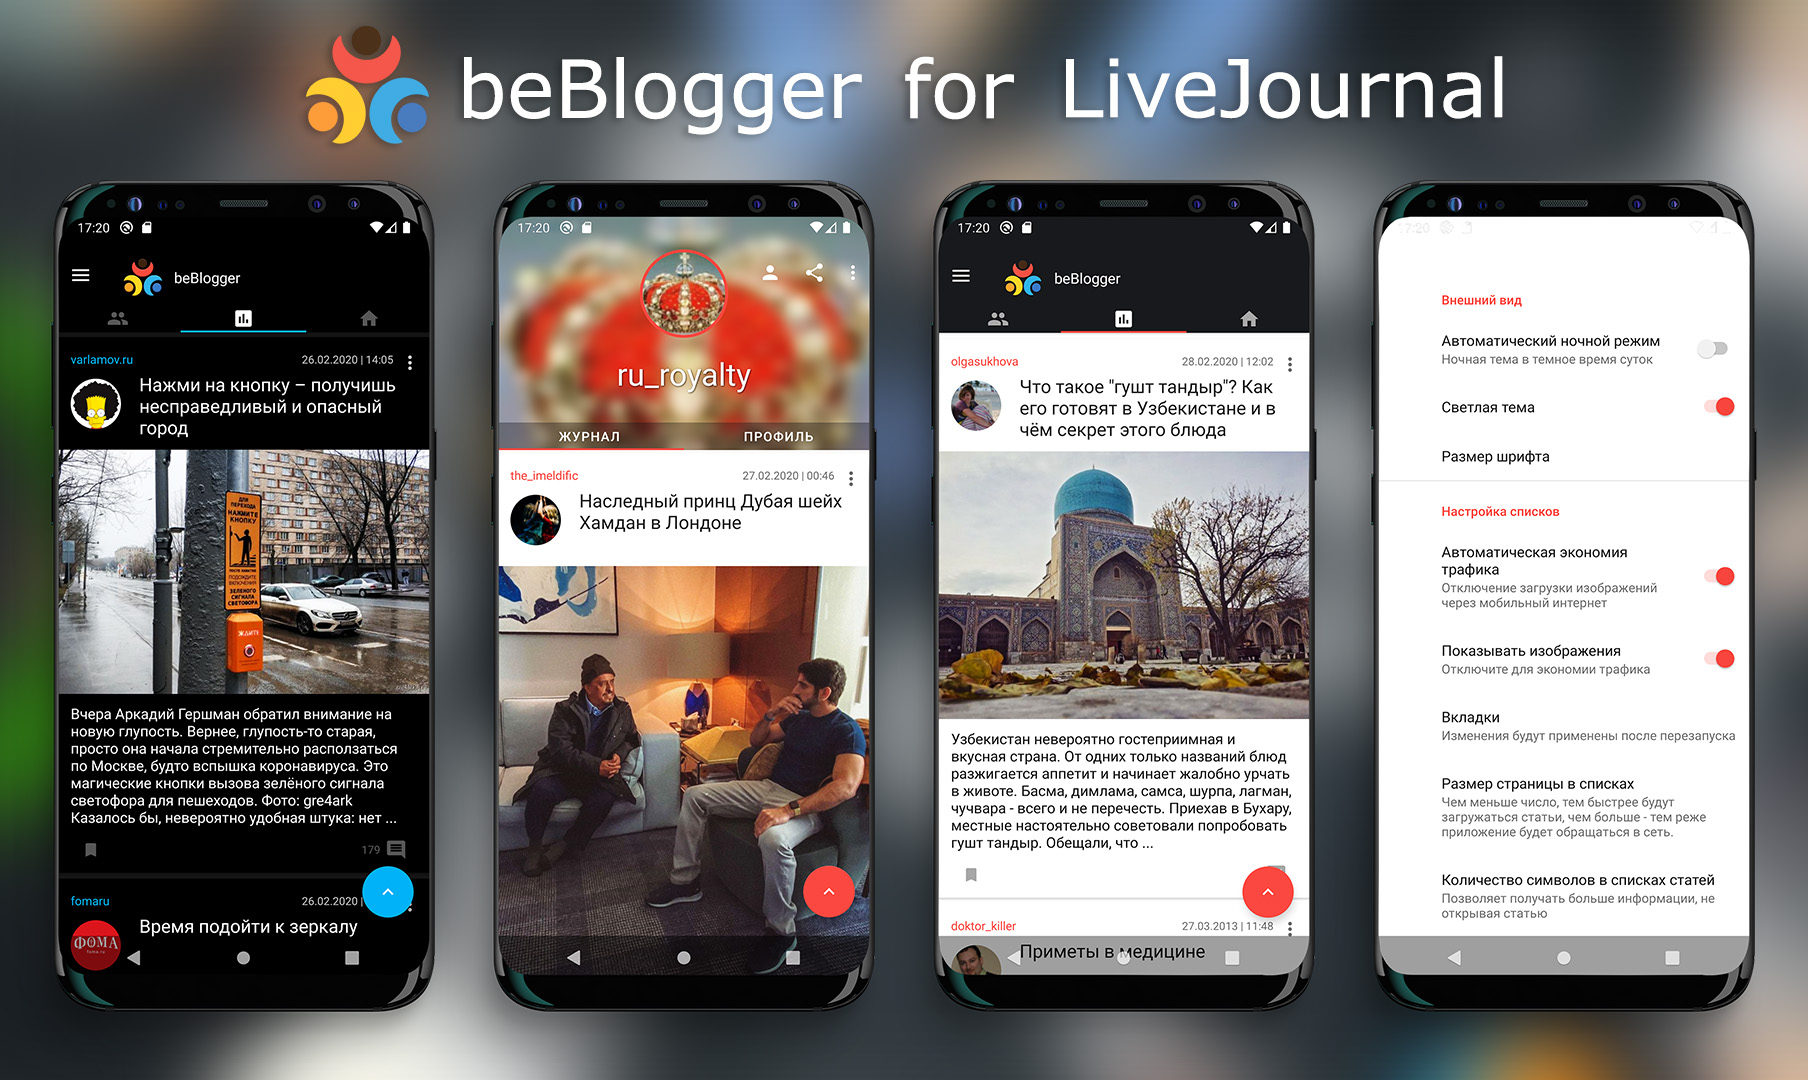 beBlogger for LiveJournal
17:20
beBlogger
varlamov.ru
26.02.2020 | 14:05
Нажми на кнопку – получишь
несправедливый и опасный
город
ДЛЯ
ПЕРЕХОДА
НАЖМИТЕ
КНОПКУ
ПОДОЖДИТЕ
ВКЛЮЧЕНИЯ
ЗЕЛЕНОГО
СИГНАЛА
СВЕТОФОРА
ЖДИТЕ
Вчера Аркадий Гершман обратил внимание на
новую глупость. Вернее, глупость-то старая,
просто она начала стремительно расползаться
по Москве, будто вспышка коронавируса. Это
магические кнопки вызова зелёного сигнала
светофора для пешеходов. Фото: gre4ark
Казалось бы, невероятно удобная штука: нет ...
179
fomaru
26.02.2020 |
Время подойти к зеркалу
ФОМА
foma.ru
17:20
ru_royalty
ЖУРНАЛ
ПРОФИЛЬ
the_imeldific
27.02.2020 | 00:46
Наследный принц Дубая шейх
Хамдан в Лондоне
17:20
beBlogger
olgasukhova
28.02.2020 | 12:02
Что такое "гушт тандыр"? Как
его готовят в Узбекистане и в
чём секрет этого блюда
Узбекистан невероятно гостеприимная и
вкусная страна. От одних только названий блюд
разжигается аппетит и начинает жалобно урчать
в животе. Басма, димлама, самса, шурпа, лагман,
чучвара - всего и не перечесть. Приехав в Бухару,
местные настоятельно советовали попробовать
гушт тандыр. Обещали, что ...
doktor_killer
27.03.2013 | 11:48
Приметы в медицине
17:20
Внешний вид
Автоматический ночной режим
Ночная тема в темное время суток
Светлая тема
Размер шрифта
Настройка списков
Автоматическая экономия
трафика
Отключение загрузки изображений
через мобильный интернет
Показывать изображения
Отключите для экономии трафика
Вкладки
Изменения будут применены после перезапуска
Размер страницы в списках
Чем меньше число, тем быстрее будут
загружаться статьи, чем больше - тем реже
приложение будет обращаться в сеть.
Количество символов в списках статей
Позволяет получать больше информации, не
открывая статью